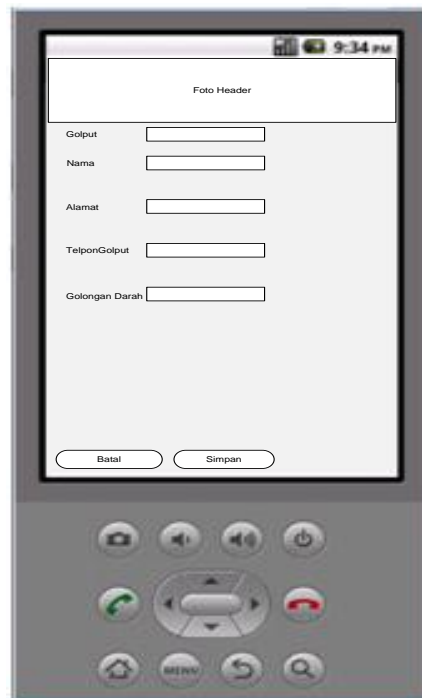 9:34 PM
Foto Header
Golput
Nama
Alamat
TelponGolput
Golongan Darah
Batal
Simpan
MENU